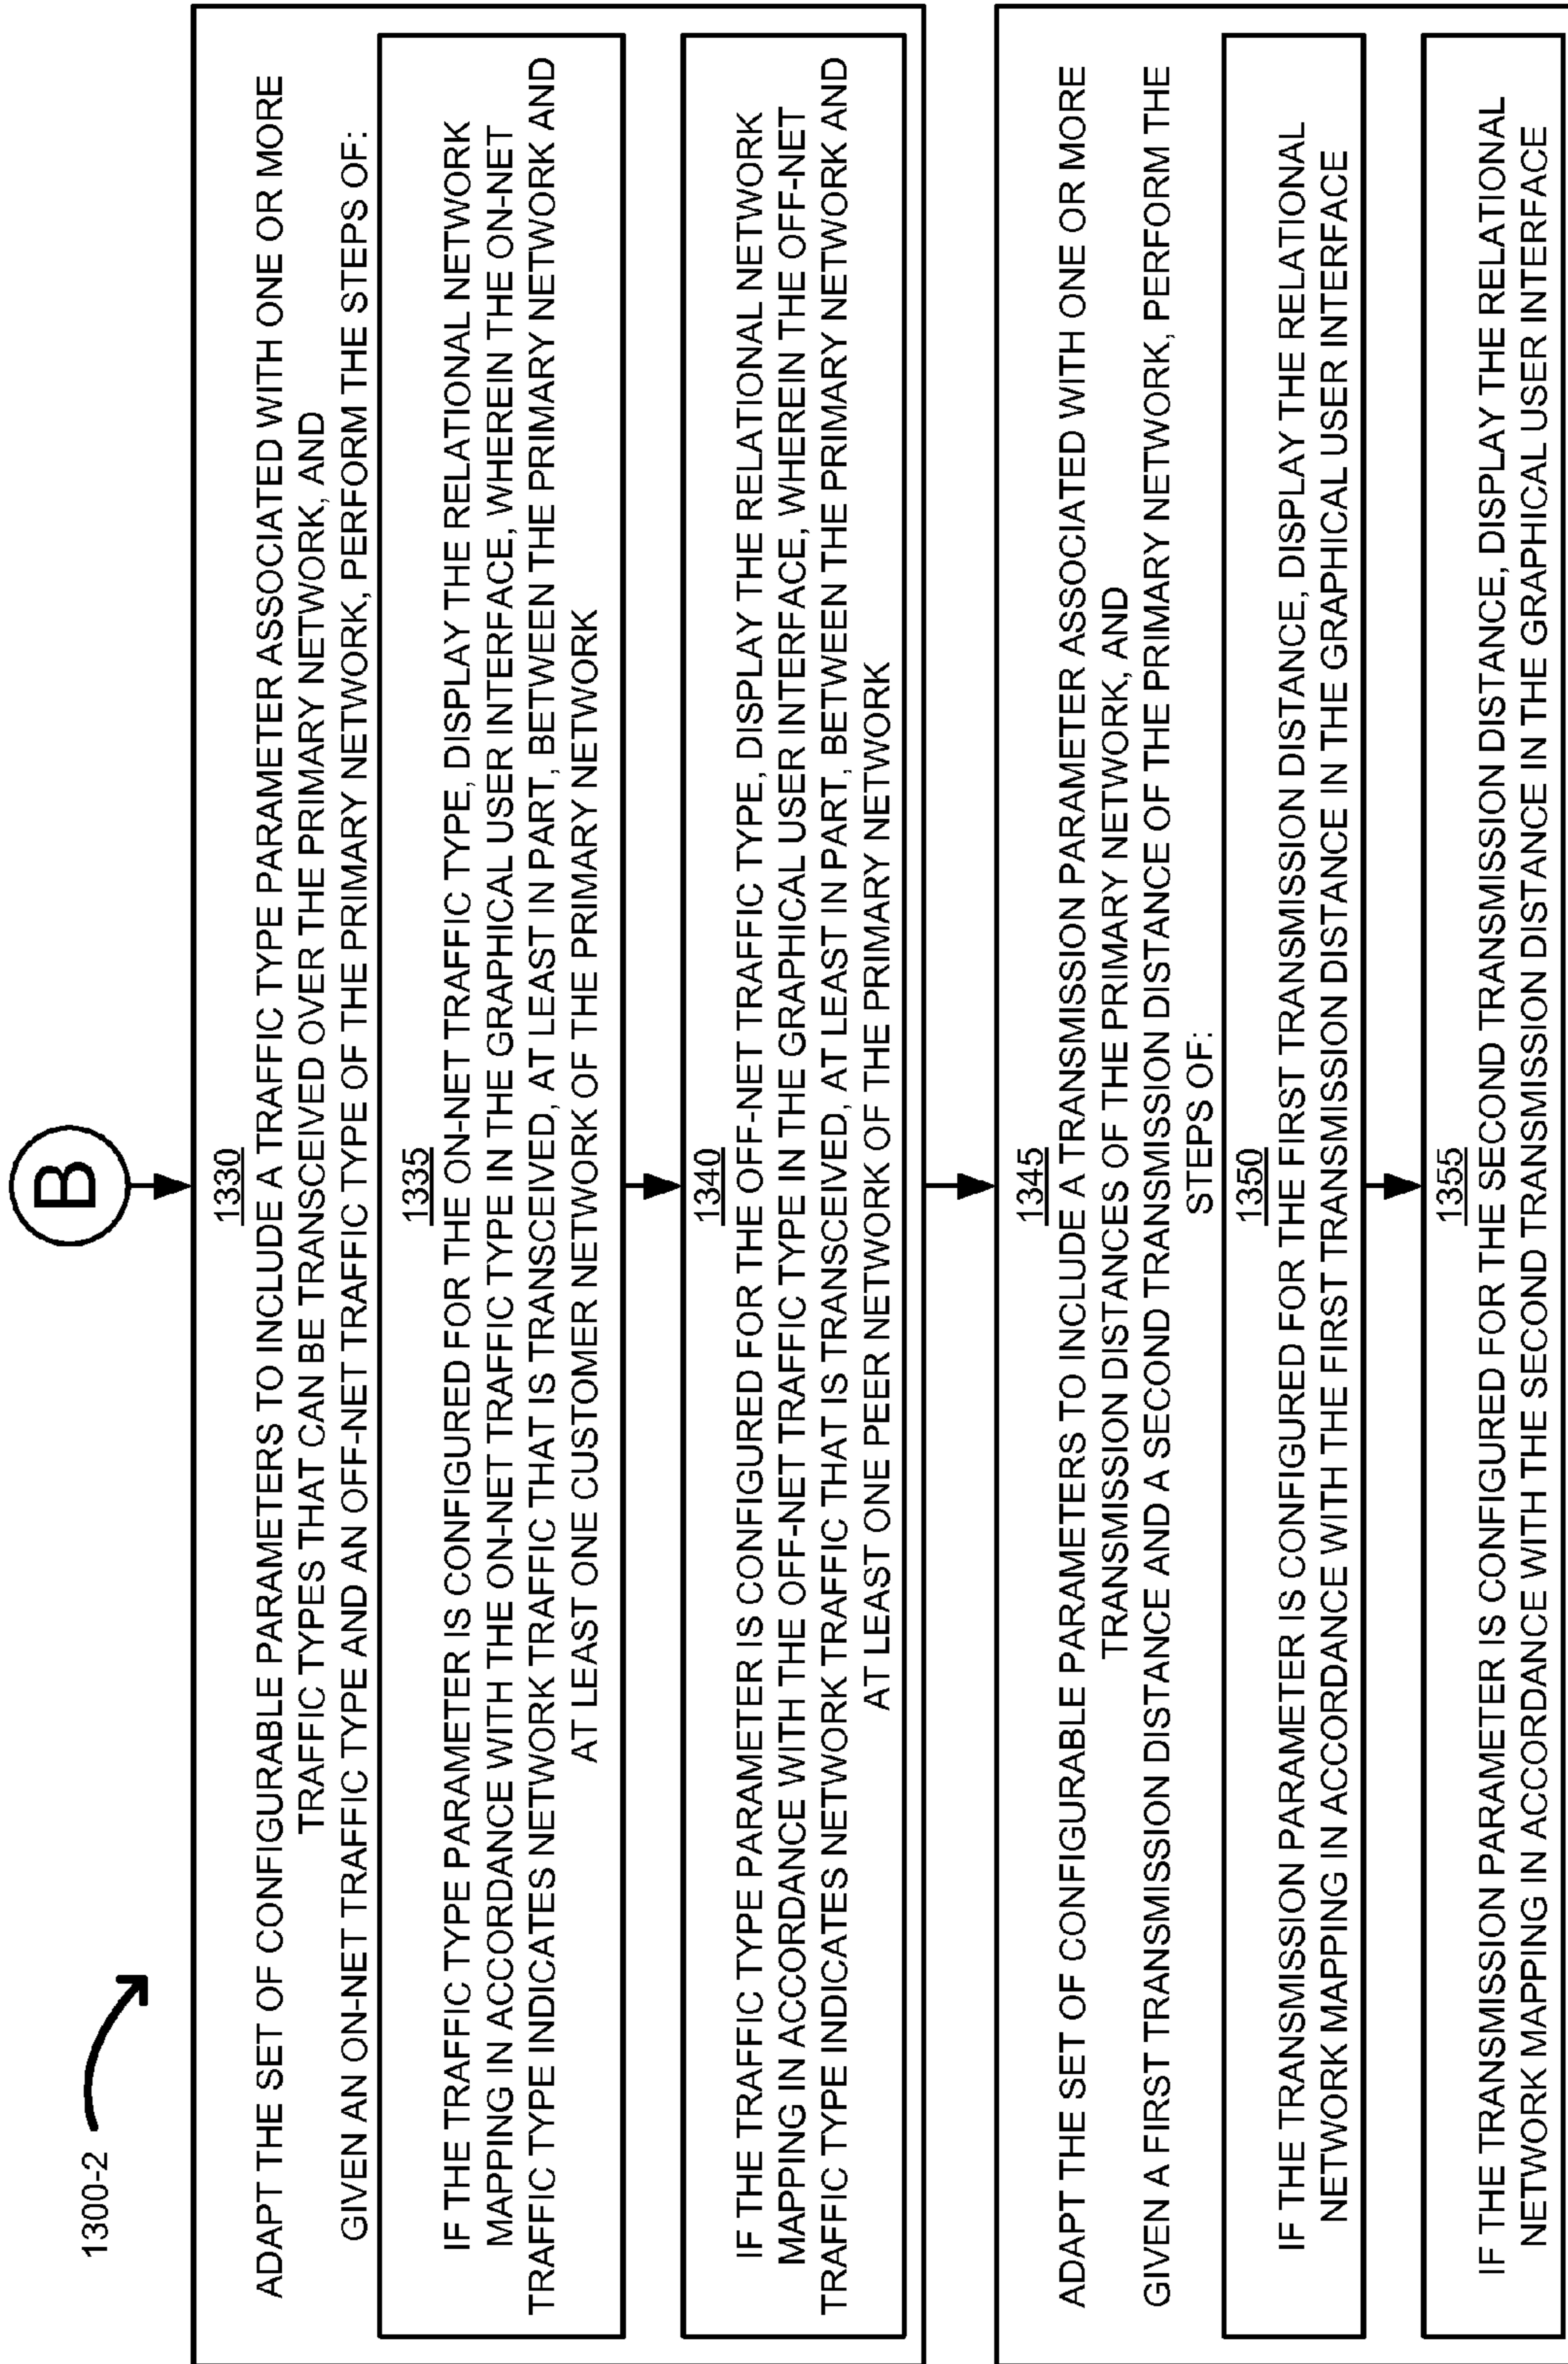 1300-2
B
1330
ADAPT THE SET OF CONFIGURABLE PARAMETERS TO INCLUDE A TRAFFIC TYPE PARAMETER ASSOCIATED WITH ONE OR MORE
TRAFFIC TYPES THAT CAN BE TRANSCEIVED OVER THE PRIMARY NETWORK, AND
GIVEN AN ON-NET TRAFFIC TYPE AND AN OFF-NET TRAFFIC TYPE OF THE PRIMARY NETWORK, PERFORM THE STEPS OF:
1335
IF THE TRAFFIC TYPE PARAMETER IS CONFIGURED FOR THE ON-NET TRAFFIC TYPE, DISPLAY THE RELATIONAL NETWORK
MAPPING IN ACCORDANCE WITH THE ON-NET TRAFFIC TYPE IN THE GRAPHICAL USER INTERFACE, WHEREIN THE ON-NET
TRAFFIC TYPE INDICATES NETWORK TRAFFIC THAT IS TRANSCEIVED, AT LEAST IN PART, BETWEEN THE PRIMARY NETWORK AND
AT LEAST ONE CUSTOMER NETWORK OF THE PRIMARY NETWORK
1340
IF THE TRAFFIC TYPE PARAMETER IS CONFIGURED FOR THE OFF-NET TRAFFIC TYPE, DISPLAY THE RELATIONAL NETWORK
MAPPING IN ACCORDANCE WITH THE OFF-NET TRAFFIC TYPE IN THE GRAPHICAL USER INTERFACE, WHEREIN THE OFF-NET
TRAFFIC TYPE INDICATES NETWORK TRAFFIC THAT IS TRANSCEIVED, AT LEAST IN PART, BETWEEN THE PRIMARY NETWORK AND
AT LEAST ONE PEER NETWORK OF THE PRIMARY NETWORK
1345
ADAPT THE SET OF CONFIGURABLE PARAMETERS TO INCLUDE A TRANSMISSION PARAMETER ASSOCIATED WITH ONE OR MORE
TRANSMISSION DISTANCES OF THE PRIMARY NETWORK, AND
GIVEN A FIRST TRANSMISSION DISTANCE AND A SECOND TRANSMISSION DISTANCE OF THE PRIMARY NETWORK, PERFORM THE
STEPS OF:
1350
IF THE TRANSMISSION PARAMETER IS CONFIGURED FOR THE FIRST TRANSMISSION DISTANCE, DISPLAY THE RELATIONAL
NETWORK MAPPING IN ACCORDANCE WITH THE FIRST TRANSMISSION DISTANCE IN THE GRAPHICAL USER INTERFACE
1355
IF THE TRANSMISSION PARAMETER IS CONFIGURED FOR THE SECOND TRANSMISSION DISTANCE, DISPLAY THE RELATIONAL
NETWORK MAPPING IN ACCORDANCE WITH THE SECOND TRANSMISSION DISTANCE IN THE GRAPHICAL USER INTERFACE